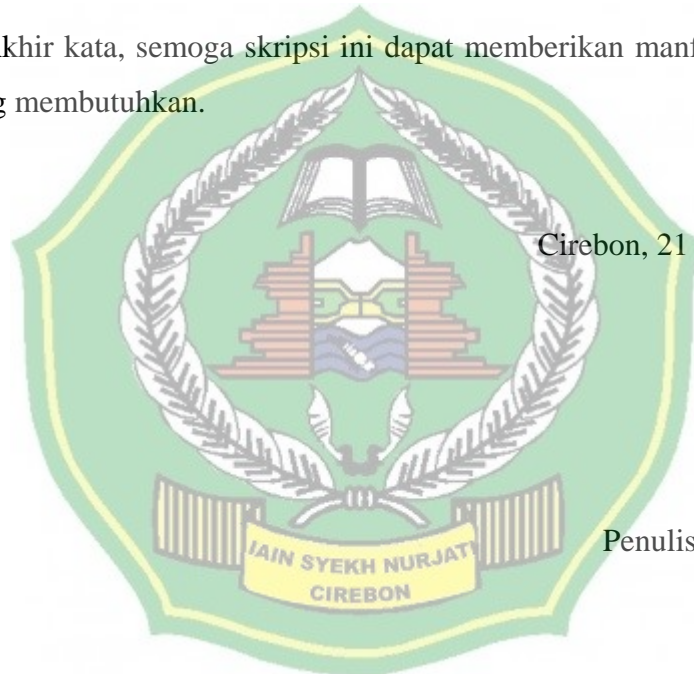 khir kata, semoga skripsi ini dapat memberikan manf
g membutuhkan.
Cirebon, 21
Penulis
IAIN SYEKH NURJATI
CIREBON